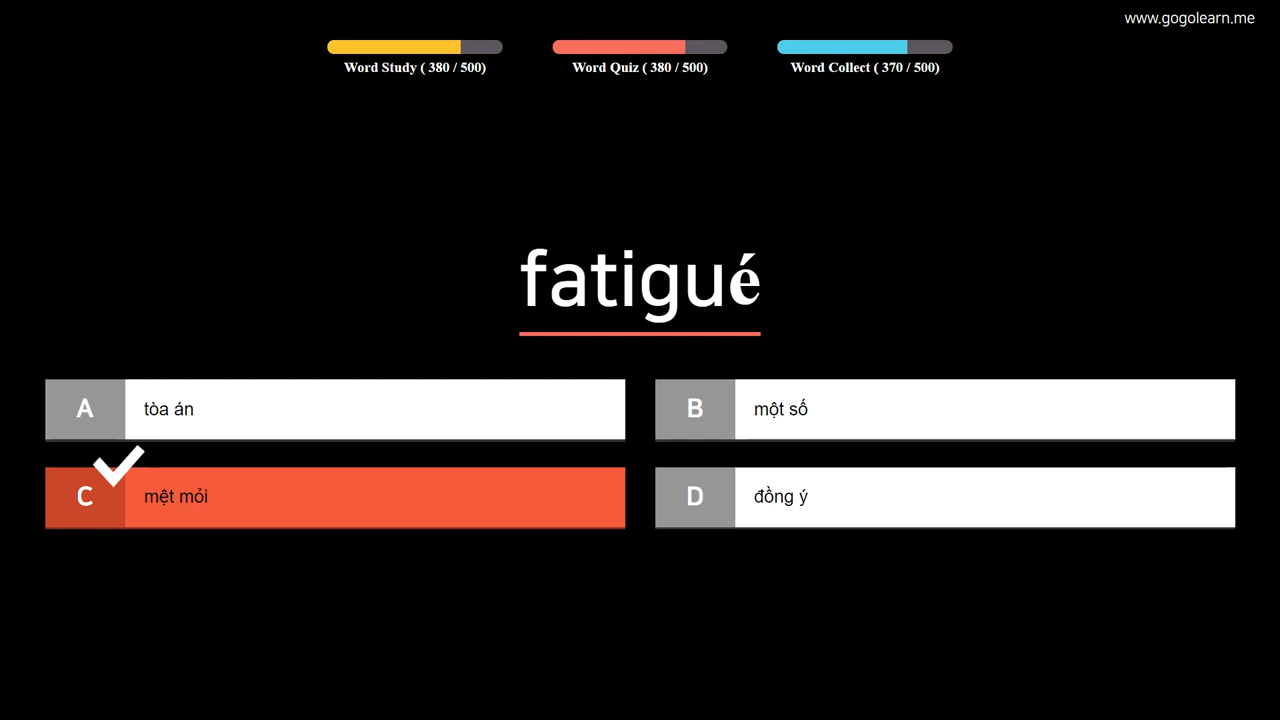 www.gogolearn.me
Word Study ( 380 / 500)
Word Quiz ( 380 / 500)
Word Collect ( 370 / 500)
fatigué
A tòa án
B một số
C mệt mỏi
D đồng ý